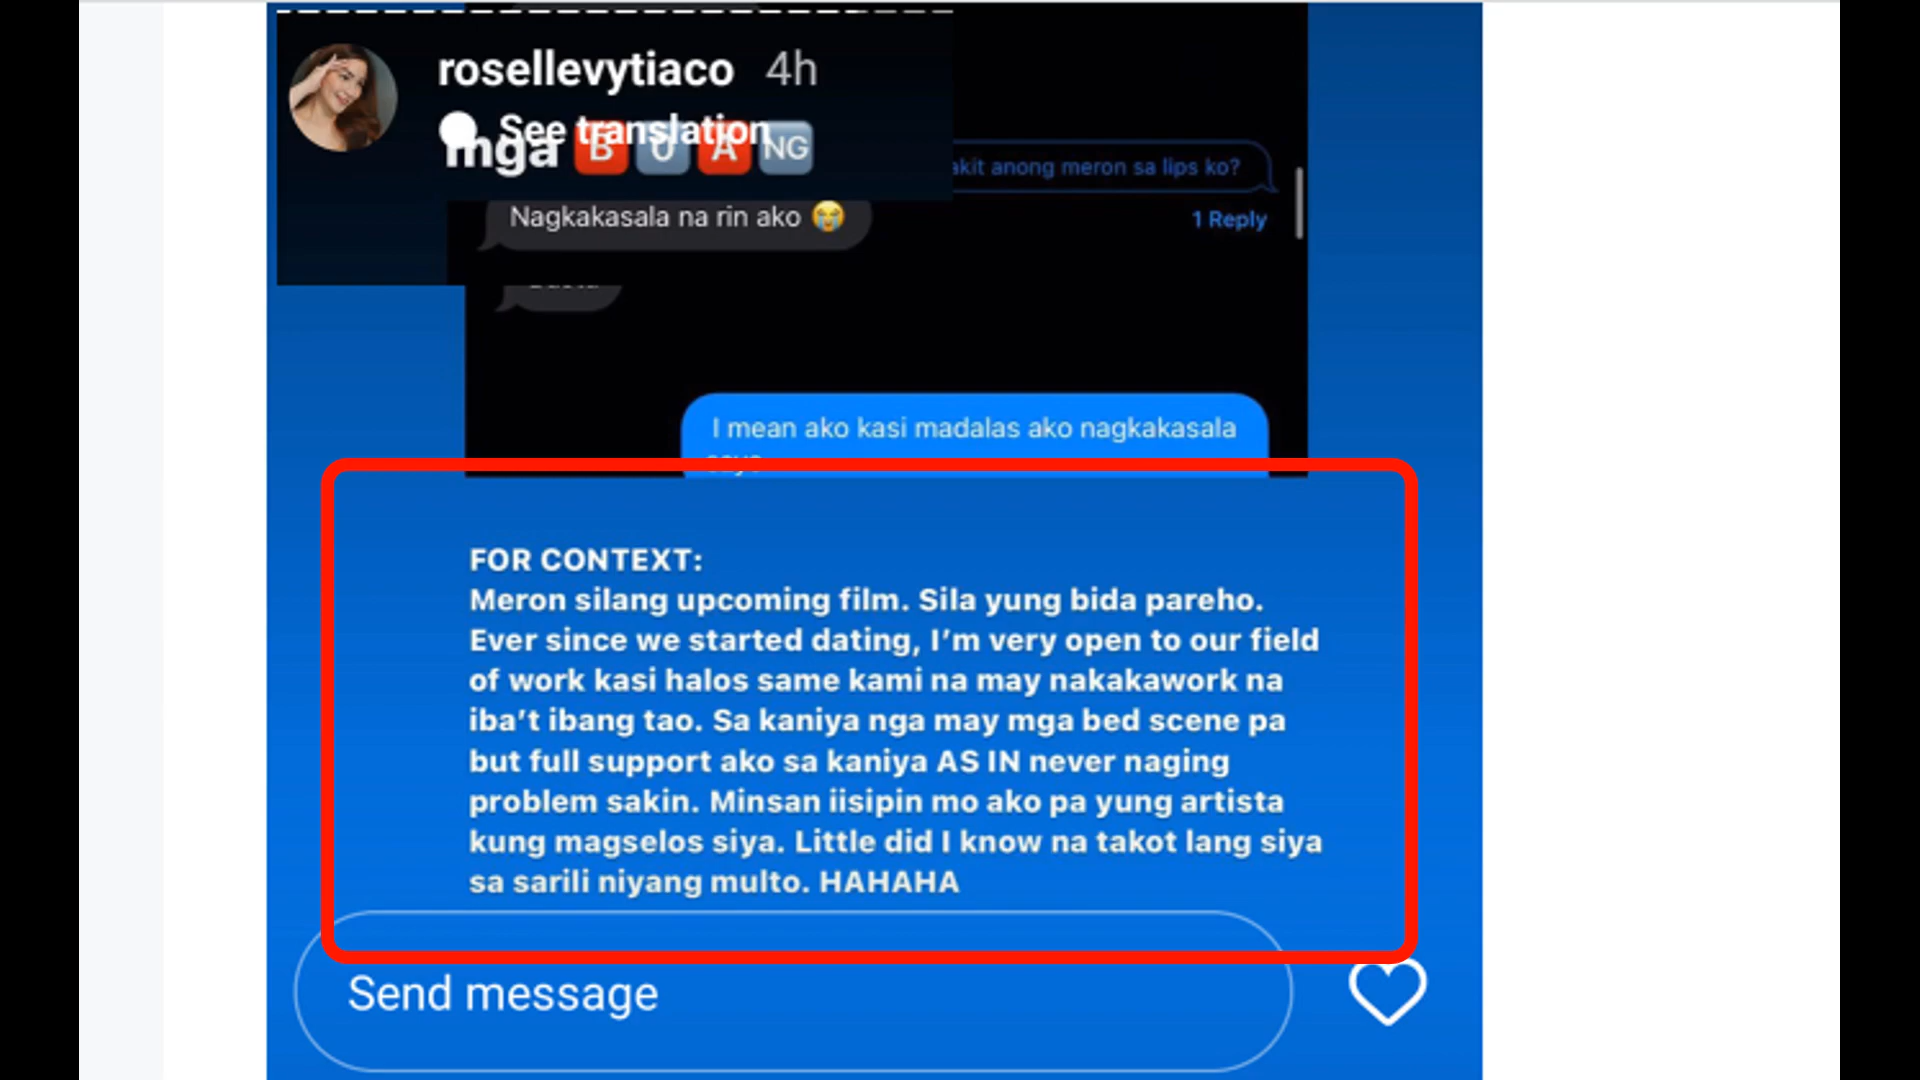 rosellevytiaco 4h
See translation
mga BUANG
akit anong meron sa lips ko?
Nagkakasala na rin ako 😭
1 Reply
I mean ako kasi madalas ako nagkakasala
sayo
FOR CONTEXT:
Meron silang upcoming film. Sila yung bida pareho.
Ever since we started dating, I'm very open to our field
of work kasi halos same kami na may nakakawork na
iba't ibang tao. Sa kaniya nga may mga bed scene pa
but full support ako sa kaniya AS IN never naging
problem sakin. Minsan iisipin mo ako pa yung artista
kung magselos siya. Little did I know na takot lang siya
sa sarili niyang multo. HAHAHA
Send message